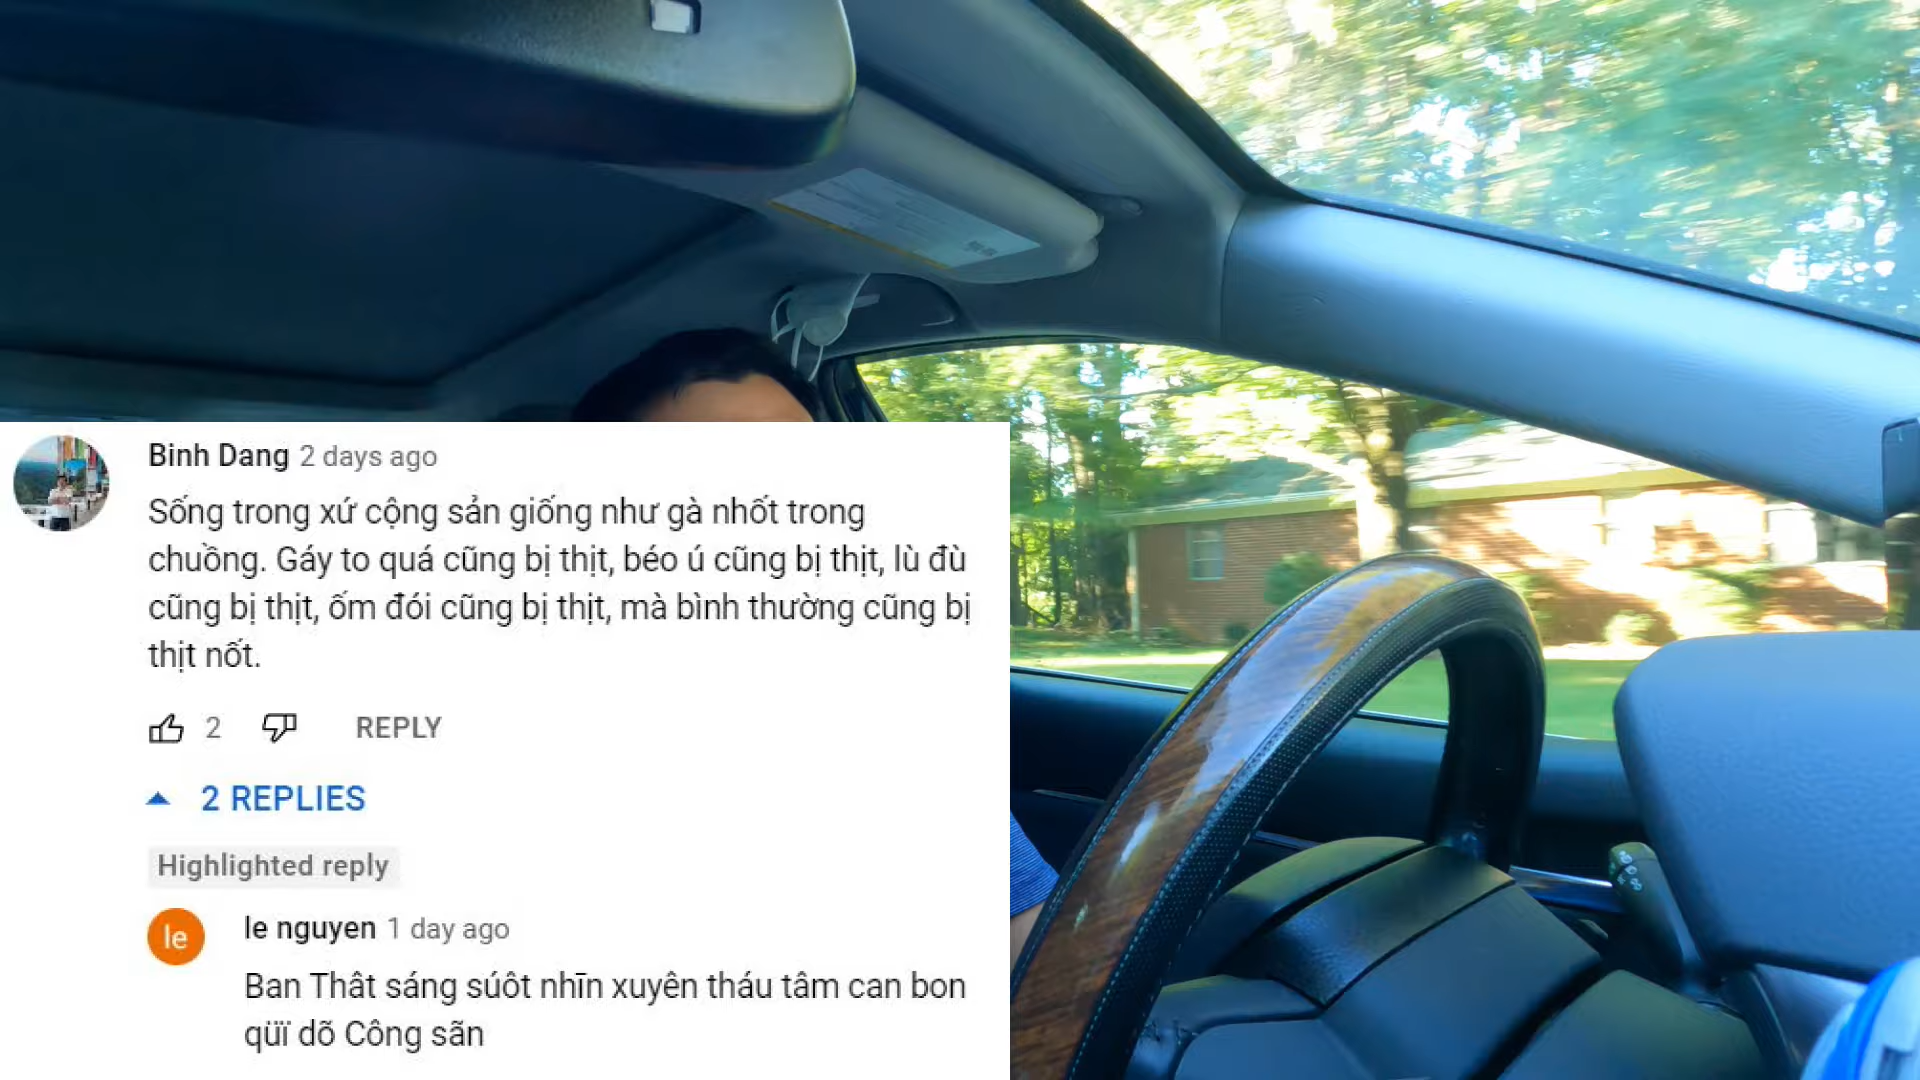 Binh Dang 2 days ago
Sống trong xứ cộng sản giống như gà nhốt trong
chuồng. Gáy to quá cũng bị thịt, béo ú cũng bị thịt, lù đù
cũng bị thịt, ốm đói cũng bị thịt, mà bình thường cũng bị
thịt nốt.
2 REPLY
2 REPLIES
Highlighted reply
le
le nguyen 1 day ago
Ban Thât sáng súôt nhĩn xuyên tháu tâm can bon
qüï dõ Công sãn